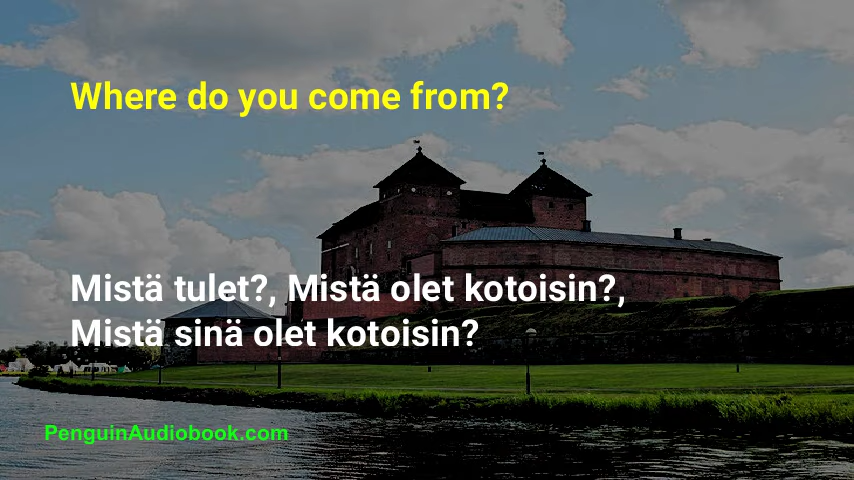 Where do you come from?
Mistä tulet?, Mistä olet kotoisin?,
Mistä sinä olet kotoisin?
PenguinAudiobook.com